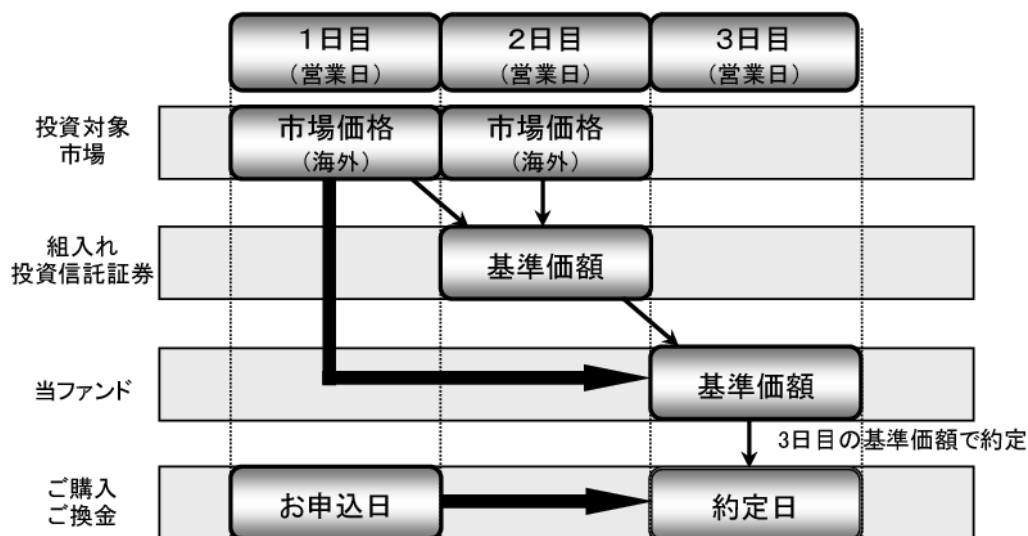 1日目
（営業日）
2日目
（営業日）
3日目
（営業日）
投資対象
市場
市場価格
（海外）
市場価格
（海外）
組入れ
投資信託証券
基準価額
当ファンド
基準価額
3日目の基準価額で約定
ご購入
ご換金
お申込日
約定日